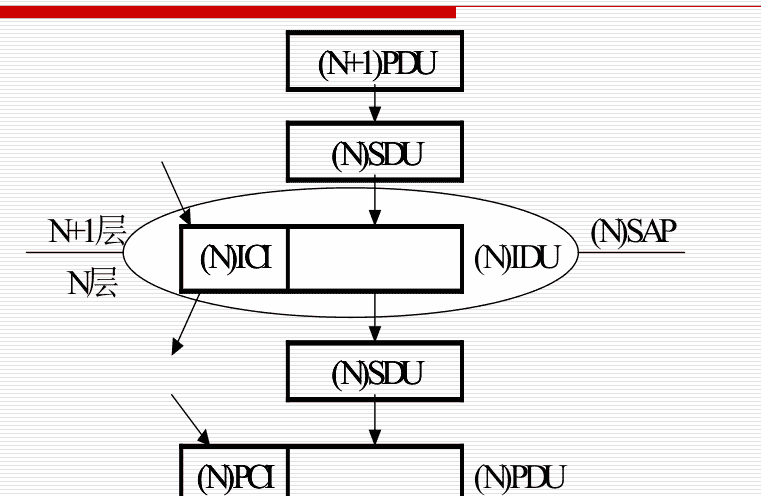 (N+1)PDU
(N)SDU
N+1层
(N)SAP
(N)ICI
(N)IDU
N层
(N)SDU
(N)PCI
(N)PDU